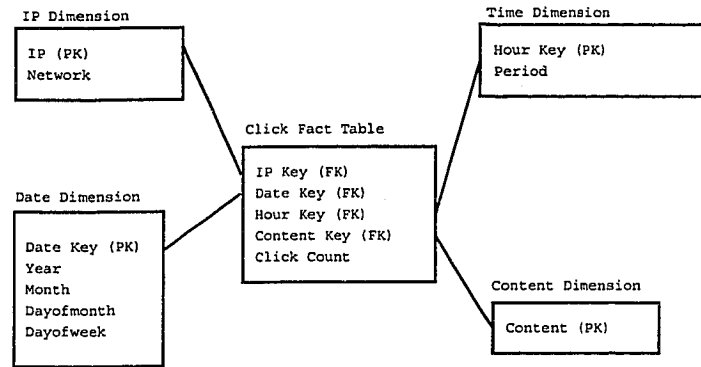 IP Dimension
IP (PK)
Network
Time Dimension
Hour Key (PK)
Period
Click Fact Table
IP Key (FK)
Date Key (FK)
Hour Key (FK)
Content Key (FK)
Click Count
Date Dimension
Date Key (PK)
Year
Month
Dayofmonth
Dayofweek
Content Dimension
Content (PK)